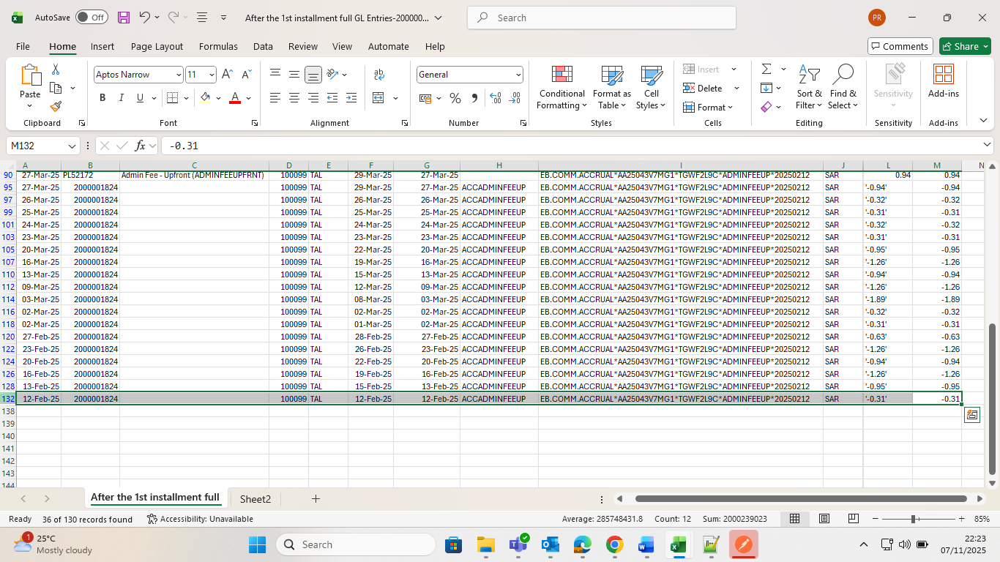 AutoSave Off After the 1st installment full GL Entries-200000... Search PR
File Home Insert Page Layout Formulas Data Review View Automate Help Comments Share
Paste Aptos Narrow 11 A A ab General Conditional Formatting Format as Table Cell Styles Insert Delete Format Sort & Filter Find & Select Sensitivity Add-ins
B I U A % 9
Clipboard Font Alignment Number Styles Cells Editing Sensitivity Add-ins
M132 fx -0.31
A B C D E F G H I J L M N
90 27-Mar-25 PL52172 Admin Fee - Upfront (ADMINFEEUPFRNT) 100099 TAL 29-Mar-25 27-Mar-25 EB.COMM.ACCRUAL*AA25043V7MG1*TGWF2L9C*ADMINFEEUP*20250212 SAR 0.94 0.94
95 27-Mar-25 2000001824 100099 TAL 29-Mar-25 27-Mar-25 ACCADMINFEEUP EB.COMM.ACCRUAL*AA25043V7MG1*TGWF2L9C*ADMINFEEUP*20250212 SAR '-0.94' -0.94
97 26-Mar-25 2000001824 100099 TAL 26-Mar-25 26-Mar-25 ACCADMINFEEUP EB.COMM.ACCRUAL*AA25043V7MG1*TGWF2L9C*ADMINFEEUP*20250212 SAR '-0.32' -0.32
99 25-Mar-25 2000001824 100099 TAL 25-Mar-25 25-Mar-25 ACCADMINFEEUP EB.COMM.ACCRUAL*AA25043V7MG1*TGWF2L9C*ADMINFEEUP*20250212 SAR '-0.31' -0.31
101 24-Mar-25 2000001824 100099 TAL 24-Mar-25 24-Mar-25 ACCADMINFEEUP EB.COMM.ACCRUAL*AA25043V7MG1*TGWF2L9C*ADMINFEEUP*20250212 SAR '-0.32' -0.32
103 23-Mar-25 2000001824 100099 TAL 23-Mar-25 23-Mar-25 ACCADMINFEEUP EB.COMM.ACCRUAL*AA25043V7MG1*TGWF2L9C*ADMINFEEUP*20250212 SAR '-0.31' -0.31
105 20-Mar-25 2000001824 100099 TAL 22-Mar-25 20-Mar-25 ACCADMINFEEUP EB.COMM.ACCRUAL*AA25043V7MG1*TGWF2L9C*ADMINFEEUP*20250212 SAR '-0.95' -0.95
107 16-Mar-25 2000001824 100099 TAL 19-Mar-25 16-Mar-25 ACCADMINFEEUP EB.COMM.ACCRUAL*AA25043V7MG1*TGWF2L9C*ADMINFEEUP*20250212 SAR '-1.26' -1.26
110 13-Mar-25 2000001824 100099 TAL 15-Mar-25 13-Mar-25 ACCADMINFEEUP EB.COMM.ACCRUAL*AA25043V7MG1*TGWF2L9C*ADMINFEEUP*20250212 SAR '-0.94' -0.94
112 09-Mar-25 2000001824 100099 TAL 12-Mar-25 09-Mar-25 ACCADMINFEEUP EB.COMM.ACCRUAL*AA25043V7MG1*TGWF2L9C*ADMINFEEUP*20250212 SAR '-1.26' -1.26
114 03-Mar-25 2000001824 100099 TAL 08-Mar-25 03-Mar-25 ACCADMINFEEUP EB.COMM.ACCRUAL*AA25043V7MG1*TGWF2L9C*ADMINFEEUP*20250212 SAR '-1.89' -1.89
116 02-Mar-25 2000001824 100099 TAL 02-Mar-25 02-Mar-25 ACCADMINFEEUP EB.COMM.ACCRUAL*AA25043V7MG1*TGWF2L9C*ADMINFEEUP*20250212 SAR '-0.32' -0.32
118 02-Mar-25 2000001824 100099 TAL 01-Mar-25 02-Mar-25 ACCADMINFEEUP EB.COMM.ACCRUAL*AA25043V7MG1*TGWF2L9C*ADMINFEEUP*20250212 SAR '-0.31' -0.31
120 27-Feb-25 2000001824 100099 TAL 28-Feb-25 27-Feb-25 ACCADMINFEEUP EB.COMM.ACCRUAL*AA25043V7MG1*TGWF2L9C*ADMINFEEUP*20250212 SAR '-0.63' -0.63
122 23-Feb-25 2000001824 100099 TAL 26-Feb-25 23-Feb-25 ACCADMINFEEUP EB.COMM.ACCRUAL*AA25043V7MG1*TGWF2L9C*ADMINFEEUP*20250212 SAR '-1.26' -1.26
124 20-Feb-25 2000001824 100099 TAL 22-Feb-25 20-Feb-25 ACCADMINFEEUP EB.COMM.ACCRUAL*AA25043V7MG1*TGWF2L9C*ADMINFEEUP*20250212 SAR '-0.94' -0.94
126 16-Feb-25 2000001824 100099 TAL 19-Feb-25 16-Feb-25 ACCADMINFEEUP EB.COMM.ACCRUAL*AA25043V7MG1*TGWF2L9C*ADMINFEEUP*20250212 SAR '-1.26' -1.26
128 13-Feb-25 2000001824 100099 TAL 15-Feb-25 13-Feb-25 ACCADMINFEEUP EB.COMM.ACCRUAL*AA25043V7MG1*TGWF2L9C*ADMINFEEUP*20250212 SAR '-0.95' -0.95
132 12-Feb-25 2000001824 100099 TAL 12-Feb-25 12-Feb-25 ACCADMINFEEUP EB.COMM.ACCRUAL*AA25043V7MG1*TGWF2L9C*ADMINFEEUP*20250212 SAR '-0.31' -0.31
138
139
140
141
142
143
144
After the 1st installment full Sheet2
Ready 36 of 130 records found Accessibility: Unavailable Average: 285748431.8 Count: 12 Sum: 2000239023 85%
1 25°C Search 22:23
Mostly cloudy 07/11/2025